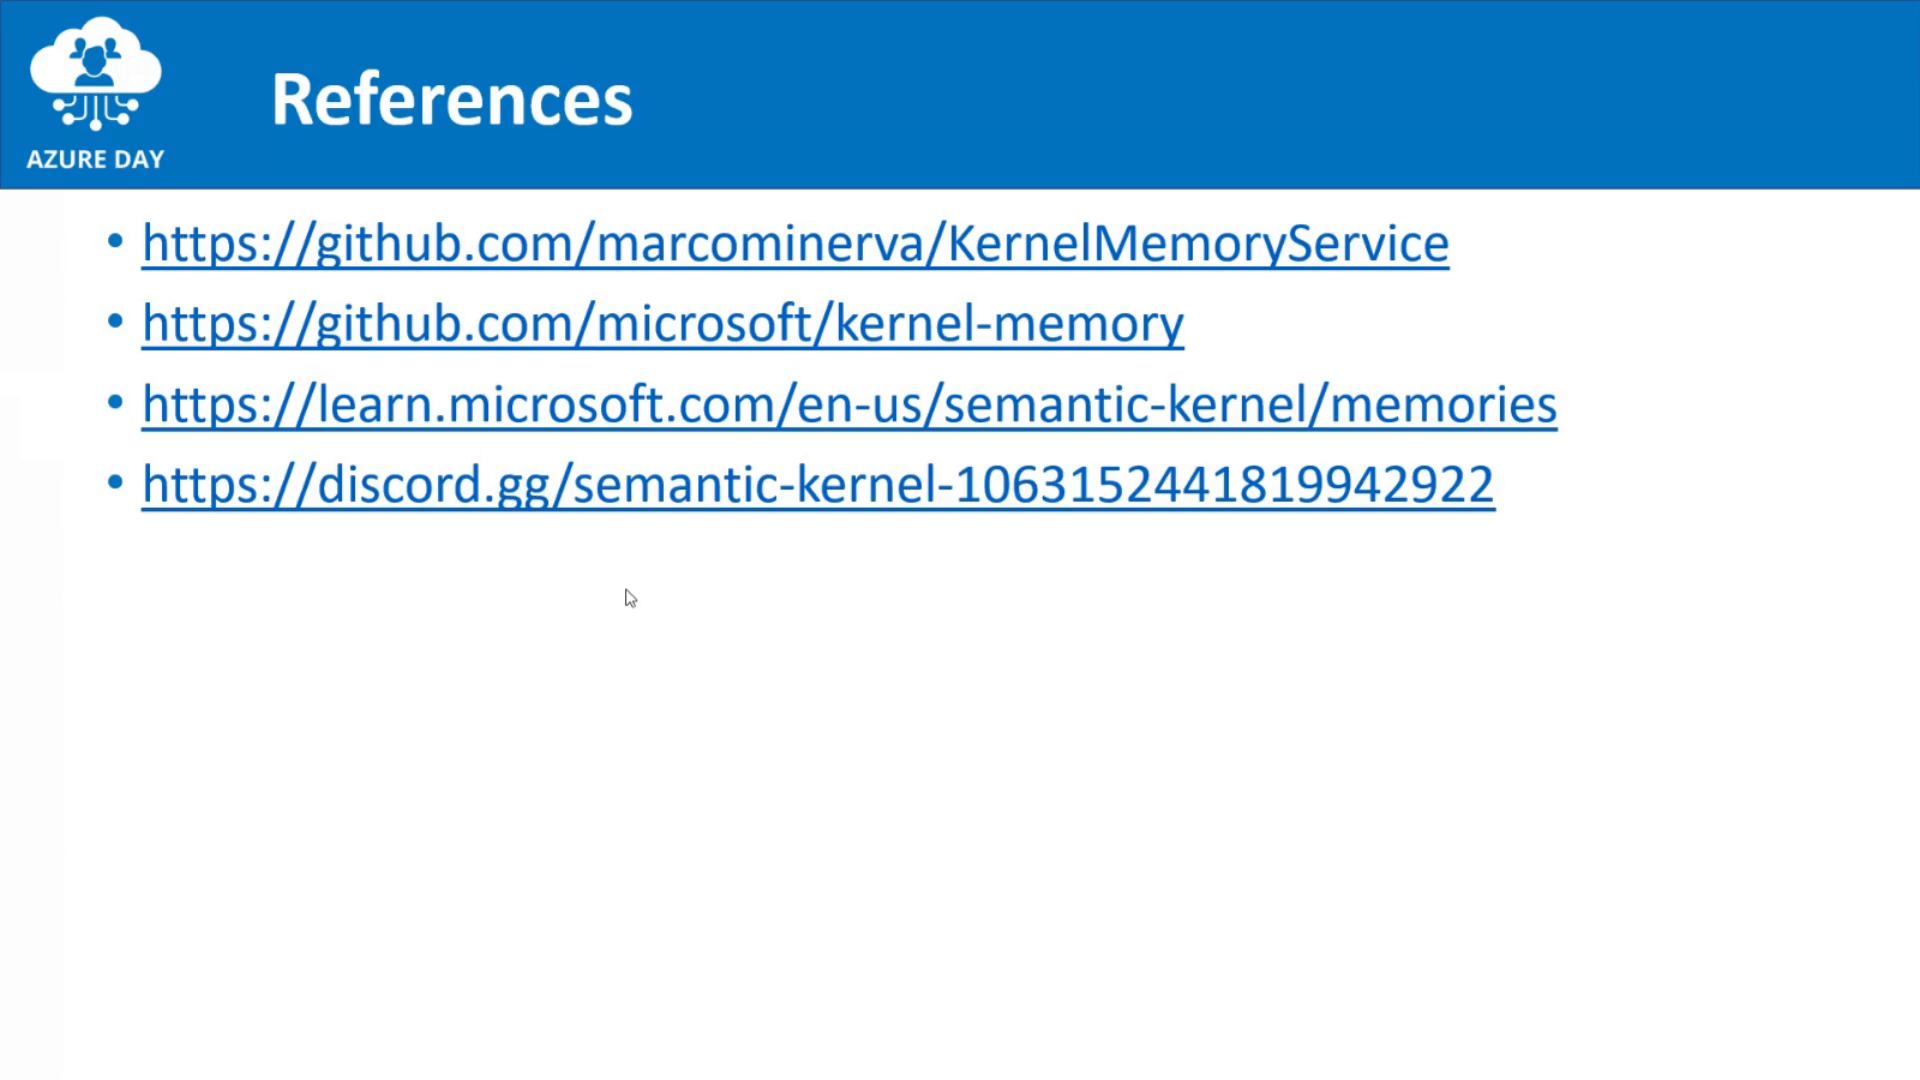 AZURE DAY
References
• https://github.com/marcominerva/KernelMemoryService
• https://github.com/microsoft/kernel-memory
• https://learn.microsoft.com/en-us/semantic-kernel/memories
• https://discord.gg/semantic-kernel-1063152441819942922